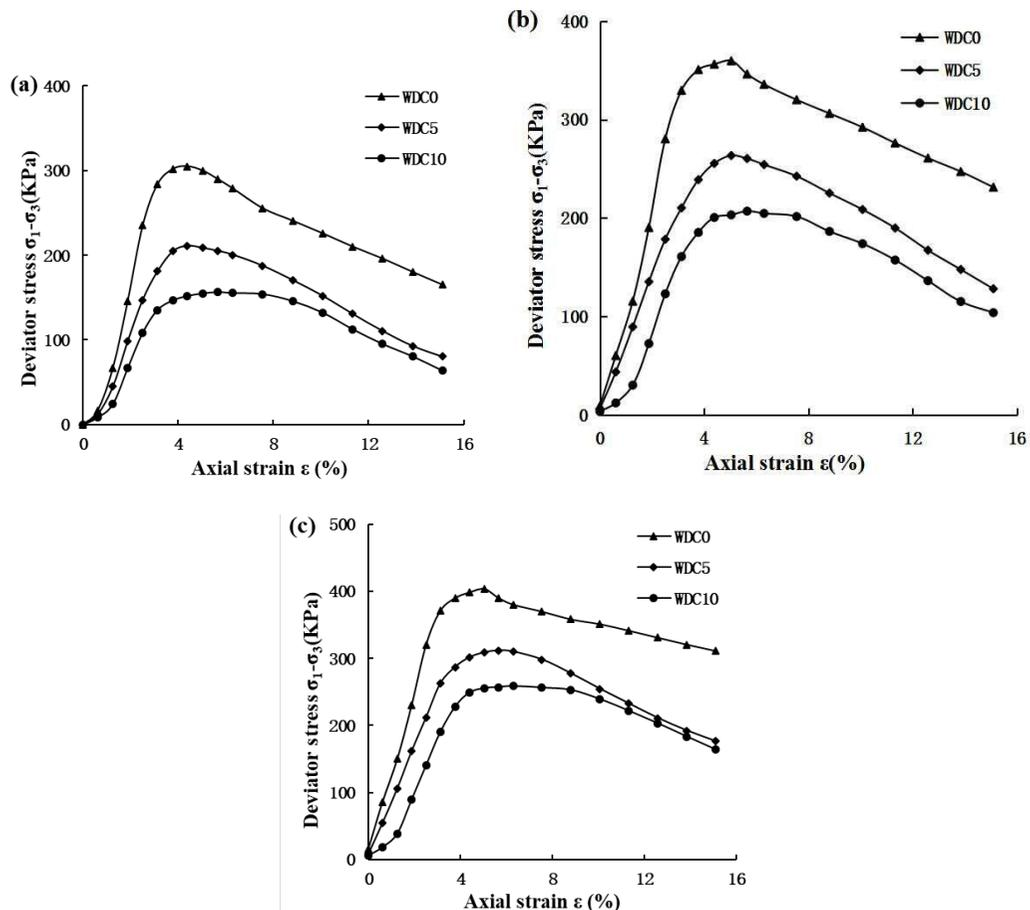 (a)
400
300
200
100
0
0 4 8 12 16
Deviator stress σ₁-σ₃(KPa)
Axial strain ε (%)
WDC0
WDC5
WDC10
(b)
400
300
200
100
0
0 4 8 12 16
Deviator stress σ₁-σ₃(KPa)
Axial strain ε(%)
WDC0
WDC5
WDC10
(c)
500
400
300
200
100
0
0 4 8 12 16
Deviator stress σ₁-σ₃(KPa)
Axial strain ε (%)
WDC0
WDC5
WDC10